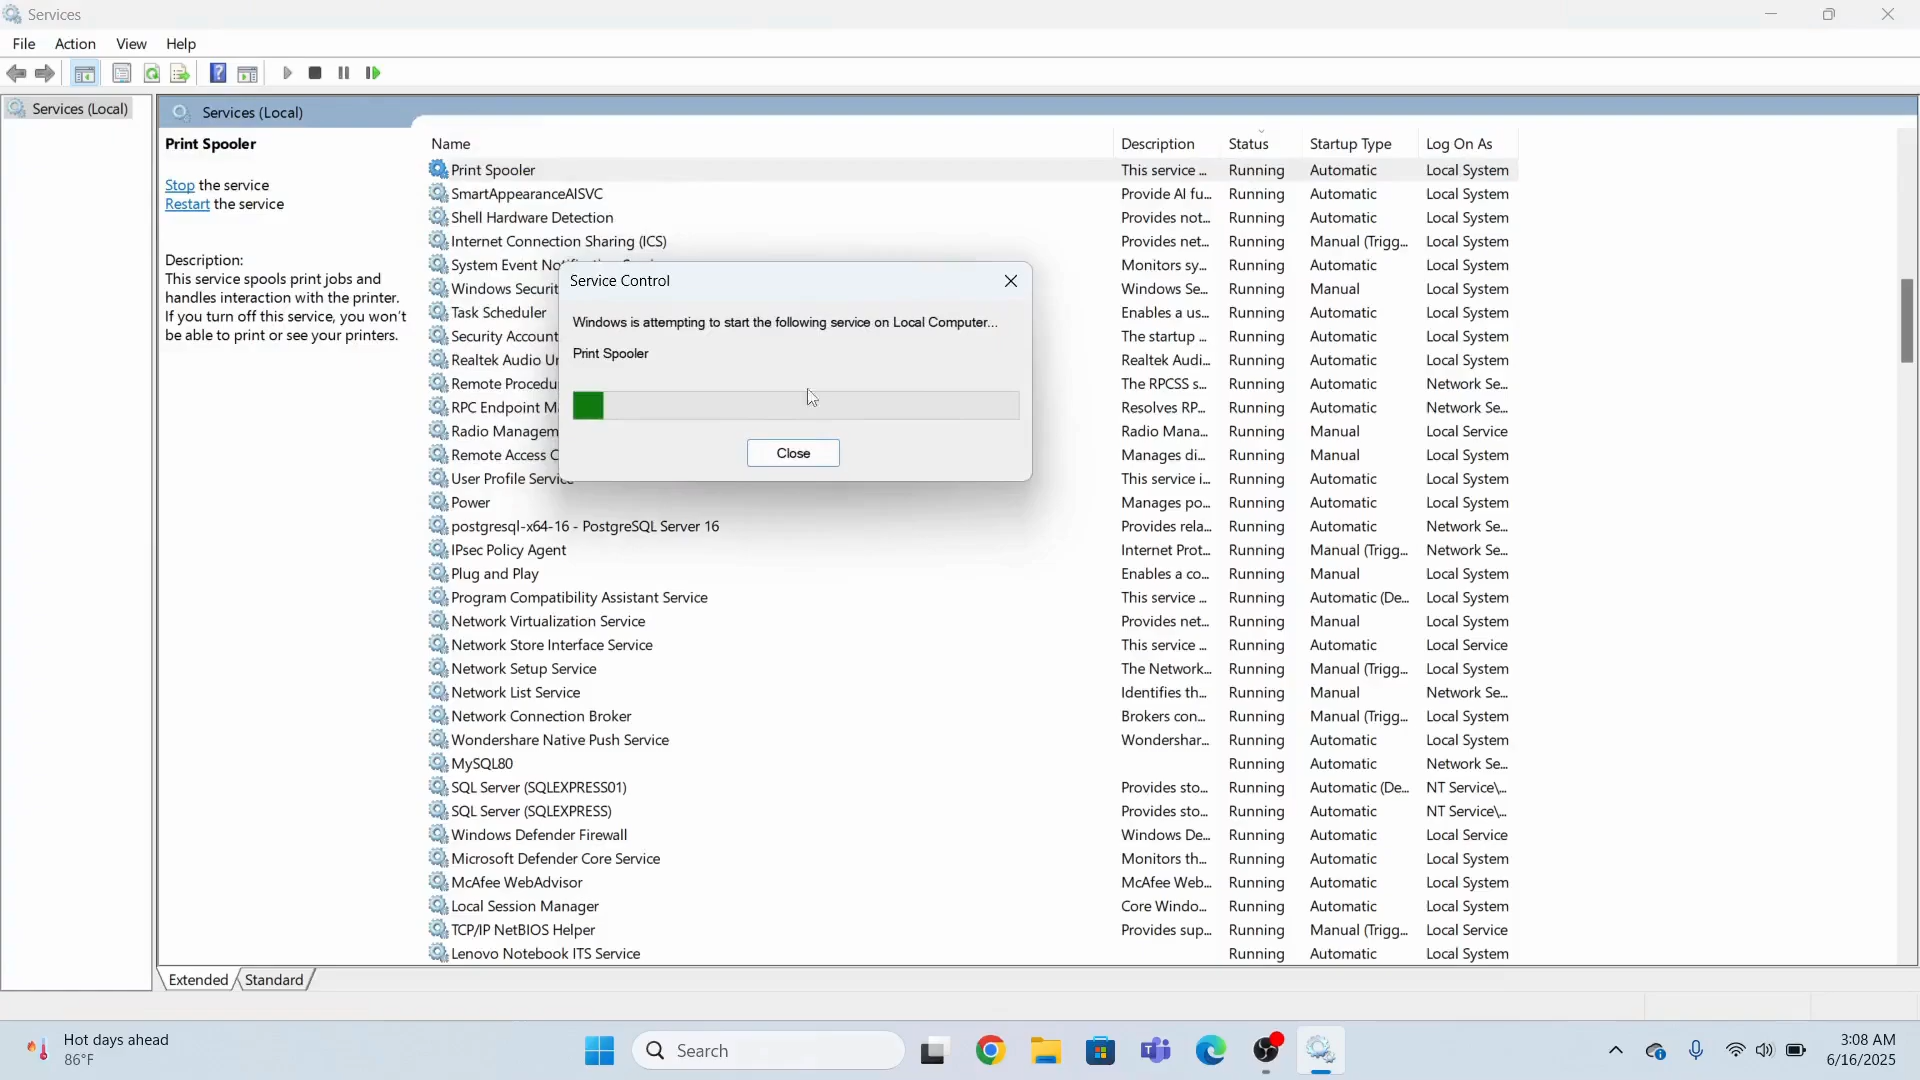 Services
File Action View Help
Services (Local)
Services (Local)
Print Spooler
Stop the service
Restart the service
Description:
This service spools print jobs and
handles interaction with the printer.
If you turn off this service, you won't
be able to print or see your printers.
Name Description Status Startup Type Log On As
Print Spooler This service ... Running Automatic Local System
SmartAppearanceAISVC Provide AI fu... Running Automatic Local System
Shell Hardware Detection Provides not... Running Automatic Local System
Internet Connection Sharing (ICS) Provides net... Running Manual (Trigg... Local System
System Event Monitors sy... Running Automatic Local System
Windows Securit Windows Se... Running Manual Local System
Task Scheduler Enables a us... Running Automatic Local System
Security Account The startup ... Running Automatic Local System
Realtek Audio Realtek Audi... Running Automatic Local System
Remote Procedu The RPCSS s... Running Automatic Network Se...
RPC Endpoint Resolves RP... Running Automatic Network Se...
Radio Managem Radio Mana... Running Manual Local Service
Remote Access Manages di... Running Manual Local System
User Profile Service This service i... Running Automatic Local System
Power Manages po... Running Automatic Local System
postgresql-x64-16 - PostgreSQL Server 16 Provides rela... Running Automatic Network Se...
IPsec Policy Agent Internet Prot... Running Manual (Trigg... Network Se...
Plug and Play Enables a co... Running Manual Local System
Program Compatibility Assistant Service This service ... Running Automatic (De... Local System
Network Virtualization Service Provides net... Running Manual Local System
Network Store Interface Service This service ... Running Automatic Local Service
Network Setup Service The Network... Running Manual (Trigg... Local System
Network List Service Identifies th... Running Manual Network Se...
Network Connection Broker Brokers con... Running Manual (Trigg... Local System
Wondershare Native Push Service Wondershar... Running Automatic Local System
MySQL80 Running Automatic Network Se...
SQL Server (SQLEXPRESS01) Provides sto... Running Automatic (De... NT Service\...
SQL Server (SQLEXPRESS) Provides sto... Running Automatic NT Service\...
Windows Defender Firewall Windows De... Running Automatic Local Service
Microsoft Defender Core Service Monitors th... Running Automatic Local System
McAfee WebAdvisor McAfee Web... Running Automatic Local System
Local Session Manager Core Windo... Running Automatic Local System
TCP/IP NetBIOS Helper Provides sup... Running Manual (Trigg... Local Service
Lenovo Notebook ITS Service Running Automatic Local System
Service Control
Windows is attempting to start the following service on Local Computer...
Print Spooler
Close
Extended Standard
Hot days ahead
86°F
Search
3:08 AM
6/16/2025